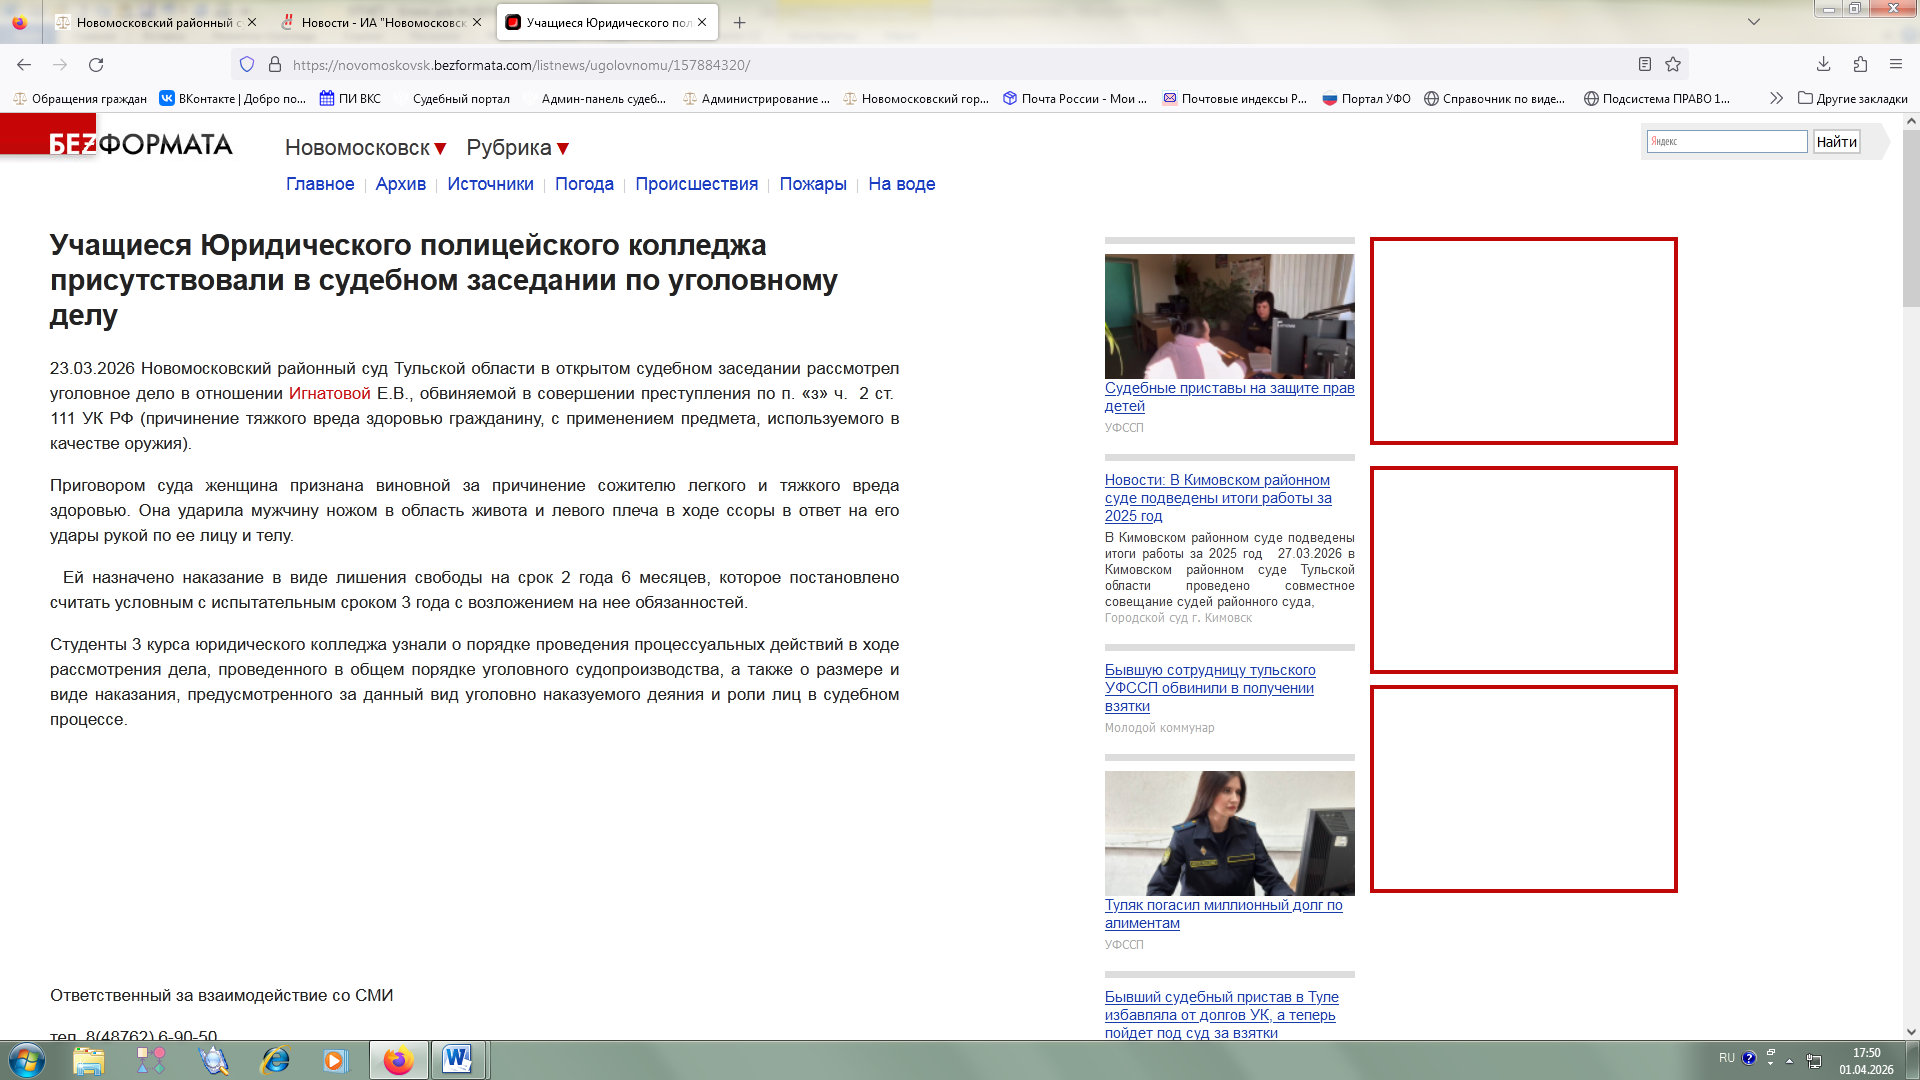 Новомосковский районный с
Новости - ИА "Новомосковск
Учащиеся Юридического пол
https://novomoskovsk.bezformata.com/listnews/ugolovnomu/157884320/
Обращения граждан
ВКонтакте | Добро по...
ПИ ВКС
Судебный портал
Админ-панель судеб...
Администрирование ...
Новомосковский гор...
Почта России - Мои ...
Почтовые индексы Р...
Портал УФО
Справочник по виде...
Подсистема ПРАВО 1...
Другие закладки
БЕZФОРМАТА
Новомосковск▼ Рубрика▼
Яндекс
Найти
Главное | Архив | Источники | Погода | Происшествия | Пожары | На воде
Учащиеся Юридического полицейского колледжа
присутствовали в судебном заседании по уголовному
делу
23.03.2026 Новомосковский районный суд Тульской области в открытом судебном заседании рассмотрел
уголовное дело в отношении Игнатовой Е.В., обвиняемой в совершении преступления по п. «з» ч. 2 ст.
111 УК РФ (причинение тяжкого вреда здоровью гражданину, с применением предмета, используемого в
качестве оружия).
Приговором суда женщина признана виновной за причинение сожителю легкого и тяжкого вреда
здоровью. Она ударила мужчину ножом в область живота и левого плеча в ходе ссоры в ответ на его
удары рукой по ее лицу и телу.
Ей назначено наказание в виде лишения свободы на срок 2 года 6 месяцев, которое постановлено
считать условным с испытательным сроком 3 года с возложением на нее обязанностей.
Студенты 3 курса юридического колледжа узнали о порядке проведения процессуальных действий в ходе
рассмотрения дела, проведенного в общем порядке уголовного судопроизводства, а также о размере и
виде наказания, предусмотренного за данный вид уголовно наказуемого деяния и роли лиц в судебном
процессе.
Ответственный за взаимодействие со СМИ
тел. 8(48762) 6-90-50
Судебные приставы на защите прав
детей
УФССП
Новости: В Кимовском районном
суде подведены итоги работы за
2025 год
В Кимовском районном суде подведены
итоги работы за 2025 год 27.03.2026 в
Кимовском районном суде Тульской
области проведено совместное
совещание судей районного суда,
Городской суд г. Кимовск
Бывшую сотрудницу тульского
УФССП обвинили в получении
взятки
Молодой коммунар
Туляк погасил миллионный долг по
алиментам
УФССП
Бывший судебный пристав в Туле
избавляла от долгов УК, а теперь
пойдет под суд за взятки
RU
17:50
01.04.2026